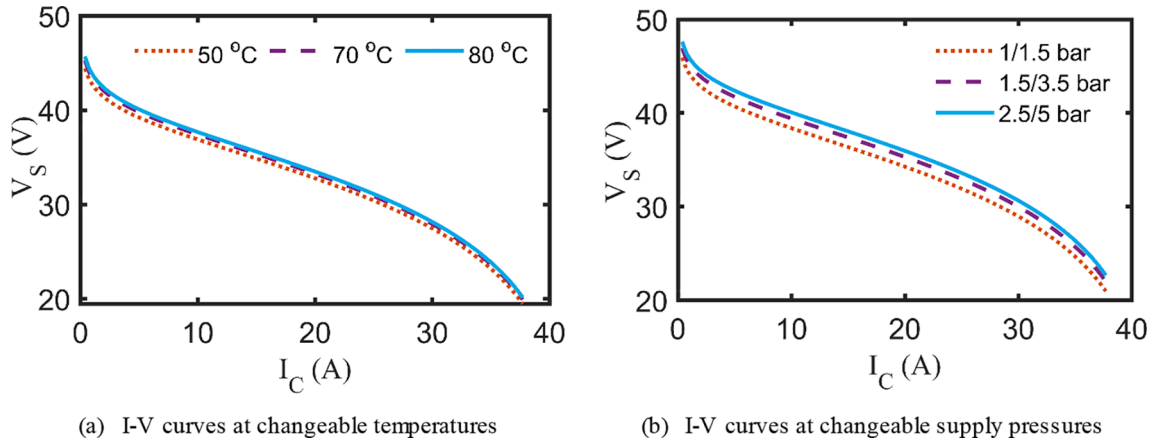 50
40
30
20
V_S (V)
50 °C 70 °C 80 °C
0 10 20 30 40
I_C (A)
(a) I-V curves at changeable temperatures
50
40
30
20
V_S (V)
1/1.5 bar
1.5/3.5 bar
2.5/5 bar
0 10 20 30 40
I_C (A)
(b) I-V curves at changeable supply pressures